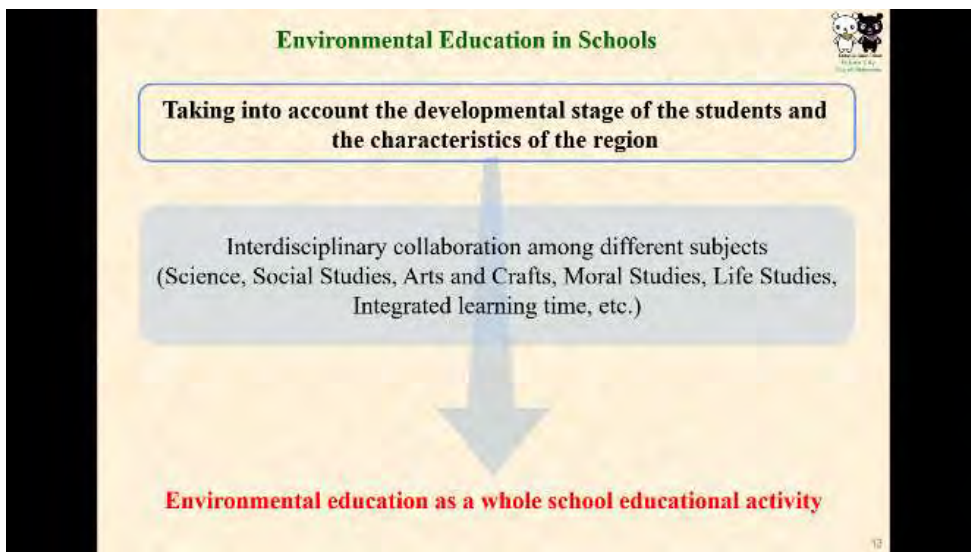 Environmental Education in Schools
Taking into account the developmental stage of the students and
the characteristics of the region
Interdisciplinary collaboration among different subjects
(Science, Social Studies, Arts and Crafts, Moral Studies, Life Studies,
Integrated learning time, etc.)
Environmental education as a whole school educational activity